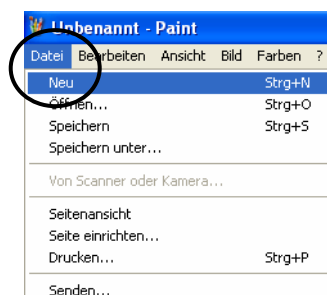 Unbenannt - Paint
Datei Bearbeiten Ansicht Bild Farben ?
Neu Strg+N
Öffnen... Strg+O
Speichern Strg+S
Speichern unter...
Von Scanner oder Kamera...
Seitenansicht
Seite einrichten...
Drucken... Strg+P
Senden...